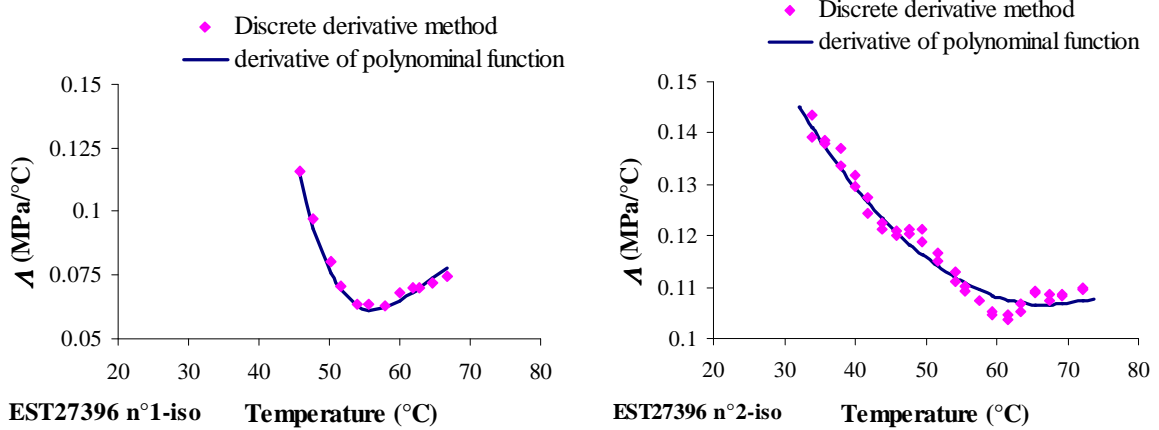 Discrete derivative method
derivative of polynominal function
0.15
0.125
0.1
0.075
0.05
Λ (MPa/°C)
20 30 40 50 60 70 80
EST27396 n°1-iso Temperature (°C)
Discrete derivative method
derivative of polynominal function
0.15
0.14
0.13
0.12
0.11
0.1
Λ (MPa/°C)
20 30 40 50 60 70 80
EST27396 n°2-iso Temperature (°C)